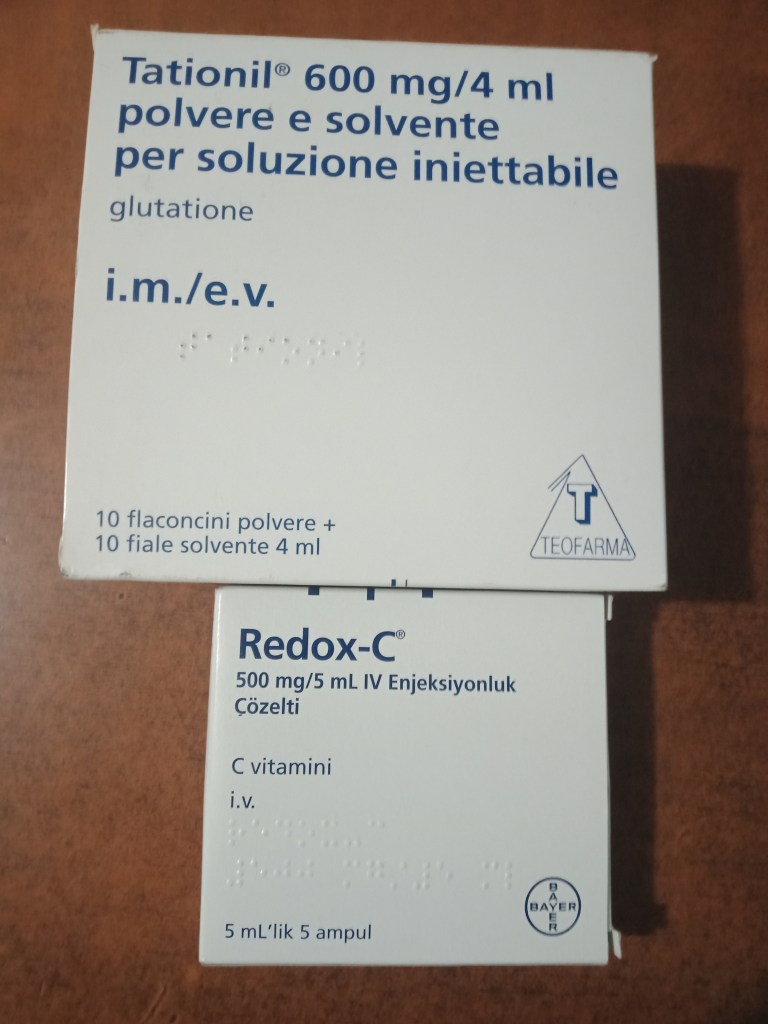 Tationil® 600 mg/4 ml
polvere e solvente
per soluzione iniettabile
glutatione
i.m./e.v.
10 flaconcini polvere +
10 fiale solvente 4 ml
T
TEOFARMA
Redox-C®
500 mg/5 mL IV Enjeksiyonluk
Çözelti
C vitamini
i.v.
5 mL'lik 5 ampul
BAYER
BAYER